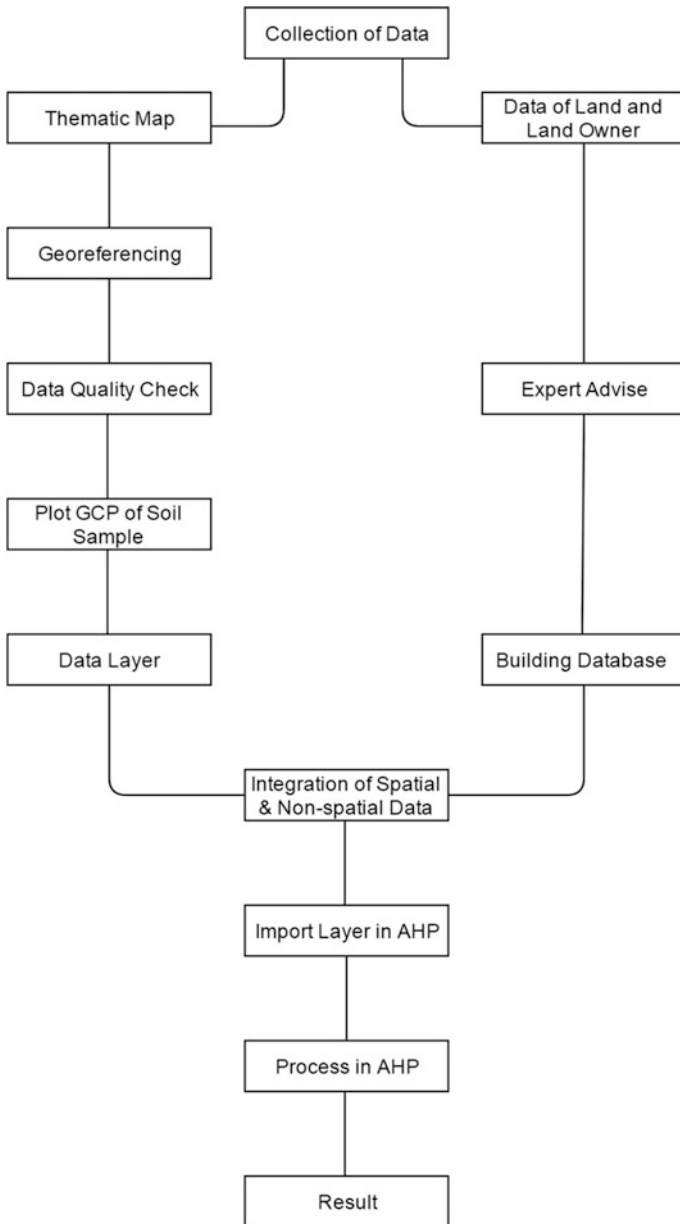 Collection of Data
Thematic Map
Data of Land and
Land Owner
Georeferencing
Data Quality Check
Expert Advise
Plot GCP of Soil
Sample
Data Layer
Building Database
Integration of Spatial
& Non-spatial Data
Import Layer in AHP
Process in AHP
Result